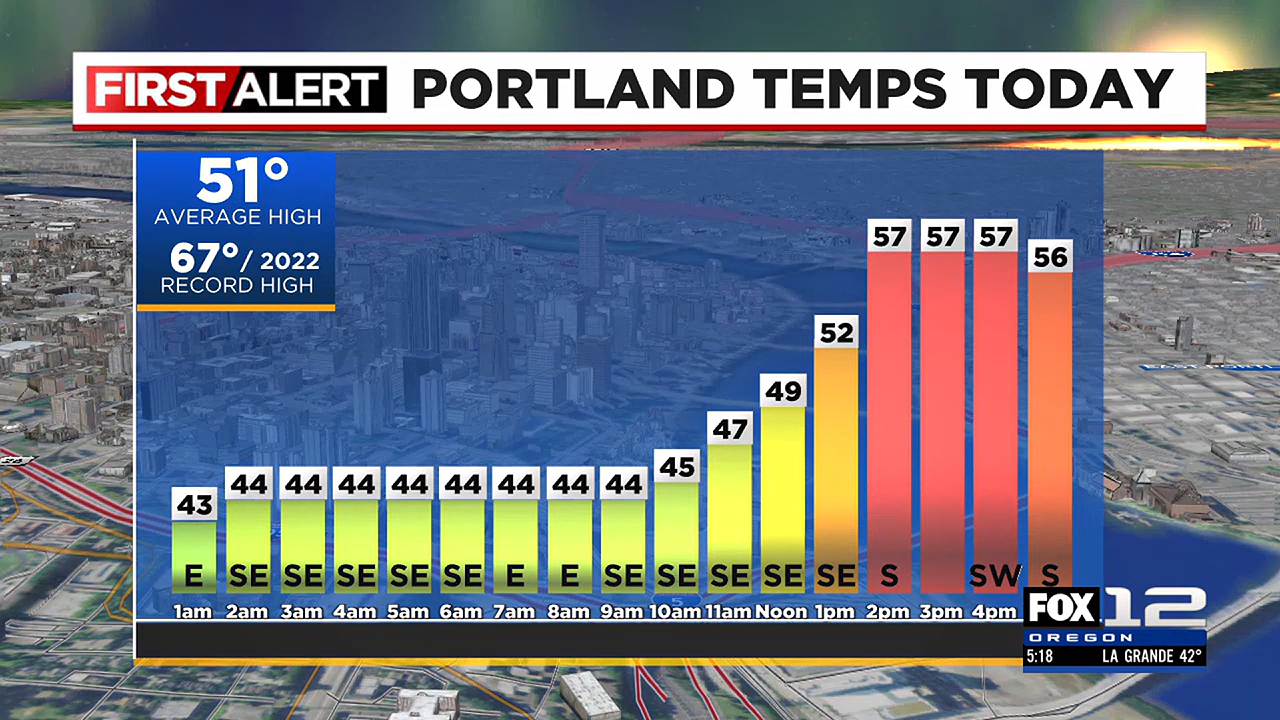 FIRST ALERT PORTLAND TEMPS TODAY
51°
AVERAGE HIGH
67° / 2022
RECORD HIGH
57 57 57
56
52
49
47
45
44 44 44 44 44 44 44 44
43
E SE SE SE SE SE E E SE SE SE SE SE S SW S
1am 2am 3am 4am 5am 6am 7am 8am 9am 10am 11am Noon 1pm 2pm 3pm 4pm
FOX 12
OREGON
5:18 LA GRANDE 42°